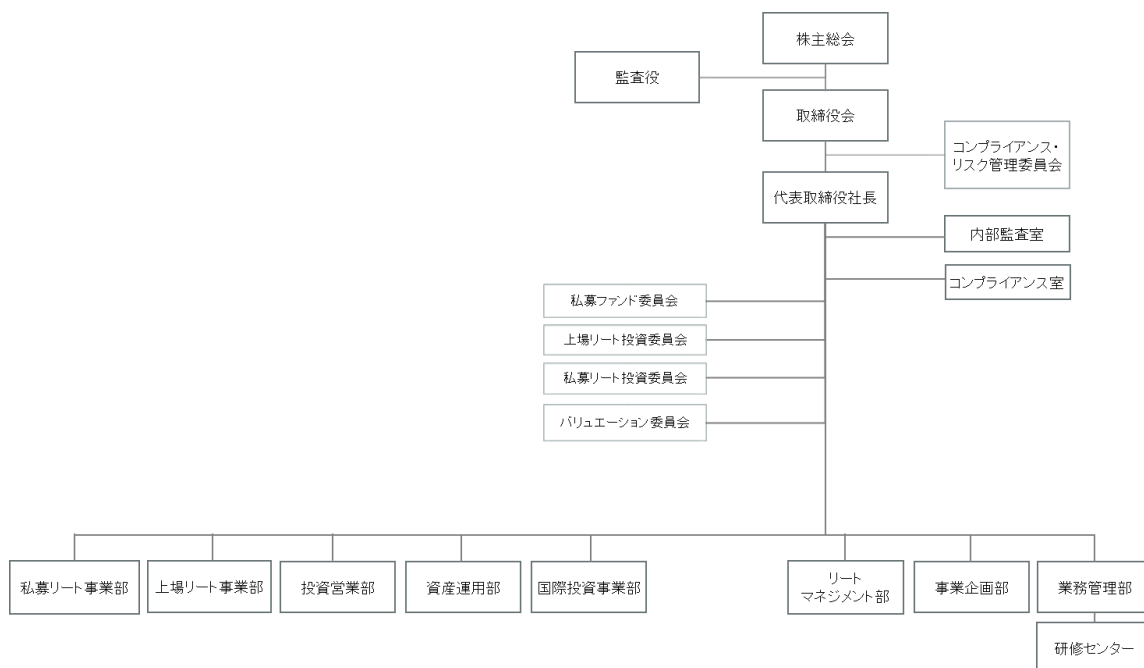 株主総会
監査役
取締役会
コンプライアンス・
リスク管理委員会
代表取締役社長
内部監査室
コンプライアンス室
私募ファンド委員会
上場リート投資委員会
私募リート投資委員会
バリュエーション委員会
私募リート事業部
上場リート事業部
投資営業部
資産運用部
国際投資事業部
リート
マネジメント部
事業企画部
業務管理部
研修センター